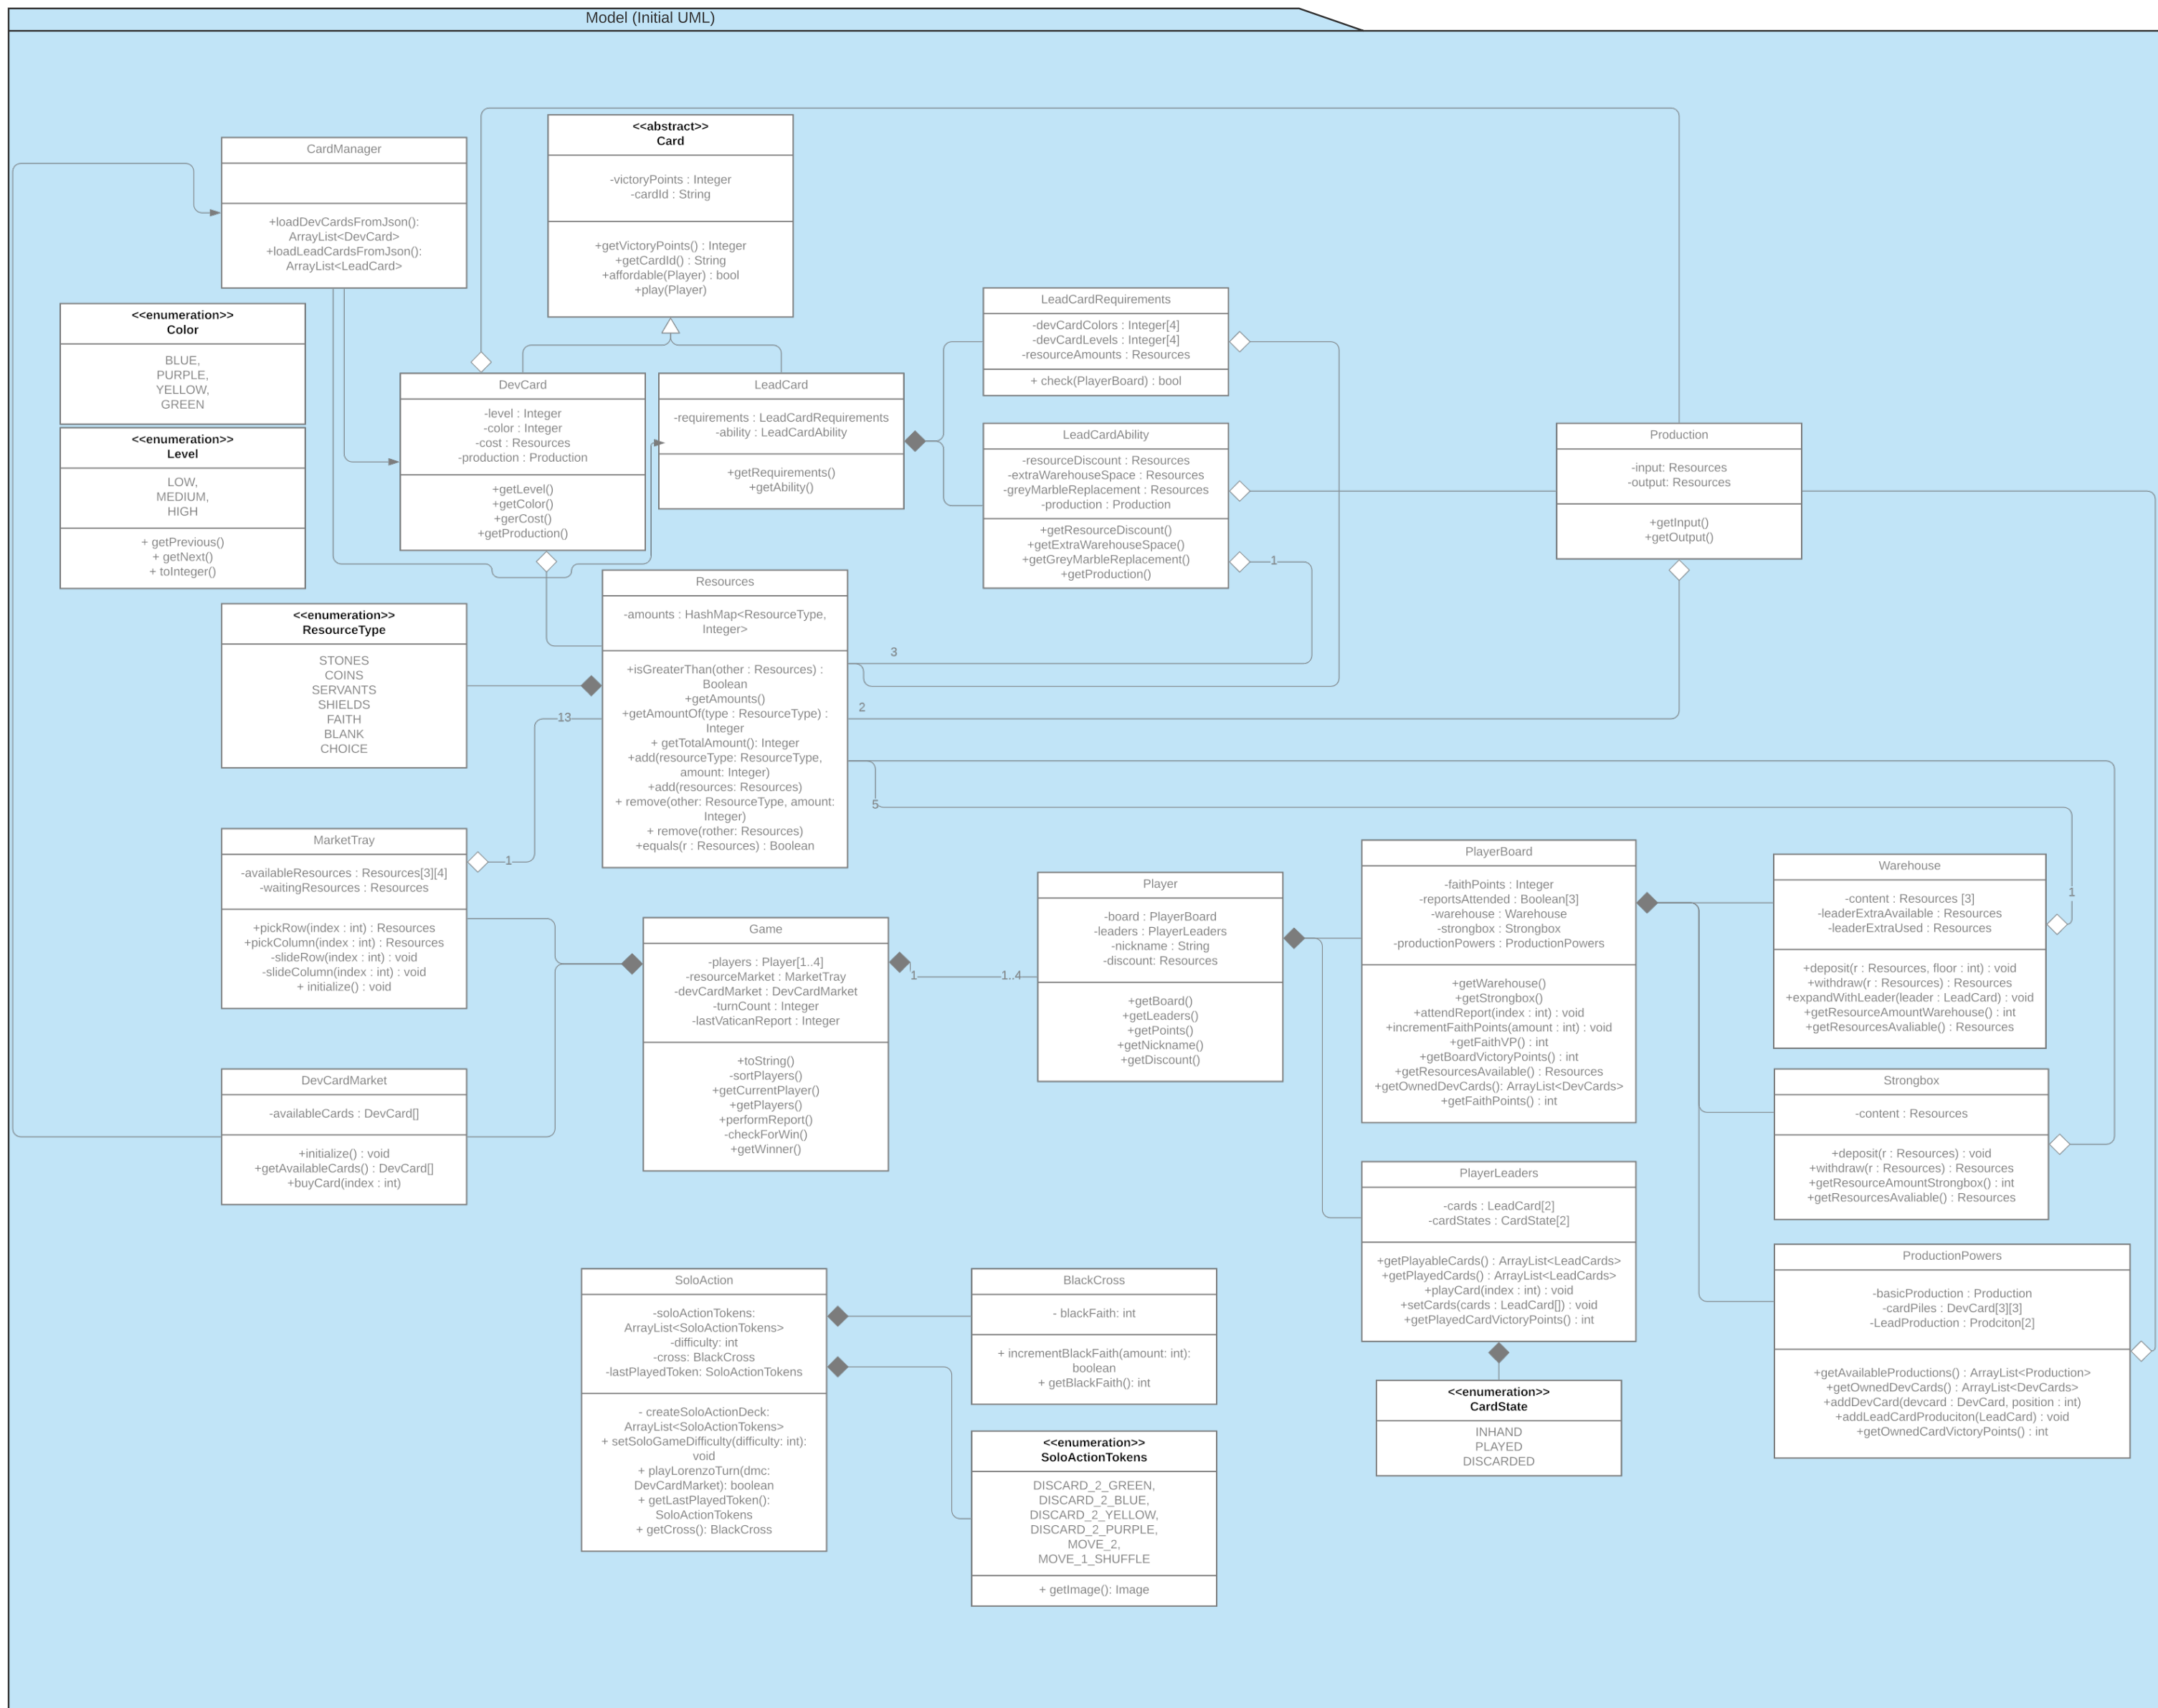 Model (Initial UML)
CardManager
+loadDevCardsFromJson():
ArrayList<DevCard>
+loadLeadCardsFromJson():
ArrayList<LeadCard>
<<abstract>>
Card
-victoryPoints : Integer
-cardId : String
+getVictoryPoints() : Integer
+getCardId() : String
+affordable(Player) : bool
+play(Player)
<<enumeration>>
Color
BLUE,
PURPLE,
YELLOW,
GREEN
<<enumeration>>
Level
LOW,
MEDIUM,
HIGH
+ getPrevious()
+ getNext()
+ toInteger()
DevCard
-level : Integer
-color : Integer
-cost : Resources
-production : Production
+getLevel()
+getColor()
+gerCost()
+getProduction()
LeadCard
-requirements : LeadCardRequirements
-ability : LeadCardAbility
+getRequirements()
+getAbility()
LeadCardRequirements
-devCardColors : Integer[4]
-devCardLevels : Integer[4]
-resourceAmounts : Resources
+ check(PlayerBoard) : bool
LeadCardAbility
-resourceDiscount : Resources
-extraWarehouseSpace : Resources
-greyMarbleReplacement : Resources
-production : Production
+getResourceDiscount()
+getExtraWarehouseSpace()
+getGreyMarbleReplacement()
+getProduction()
1
Production
-input: Resources
-output: Resources
+getInput()
+getOutput()
<<enumeration>>
ResourceType
STONES
COINS
SERVANTS
SHIELDS
FAITH
BLANK
CHOICE
Resources
-amounts : HashMap<ResourceType,
Integer>
+isGreaterThan(other : Resources) :
Boolean
+getAmounts()
+getAmountOf(type : ResourceType) :
Integer
+ getTotalAmount(): Integer
+add(resourceType: ResourceType,
amount: Integer)
+add(resources: Resources)
+ remove(other: ResourceType, amount:
Integer)
+ remove(rother: Resources)
+equals(r : Resources) : Boolean
3
2
13
5
1
1
MarketTray
-availableResources : Resources[3][4]
-waitingResources : Resources
+pickRow(index : int) : Resources
+pickColumn(index : int) : Resources
-slideRow(index : int) : void
-slideColumn(index : int) : void
+ initialize() : void
DevCardMarket
-availableCards : DevCard[]
+initialize() : void
+getAvailableCards() : DevCard[]
+buyCard(index : int)
Game
-players : Player[1..4]
-resourceMarket : MarketTray
-devCardMarket : DevCardMarket
-turnCount : Integer
-lastVaticanReport : Integer
+toString()
-sortPlayers()
+getCurrentPlayer()
+getPlayers()
+performReport()
-checkForWin()
+getWinner()
1
1..4
Player
-board : PlayerBoard
-leaders : PlayerLeaders
-nickname : String
-discount: Resources
+getBoard()
+getLeaders()
+getPoints()
+getNickname()
+getDiscount()
PlayerBoard
-faithPoints : Integer
-reportsAttended : Boolean[3]
-warehouse : Warehouse
-strongbox : Strongbox
-productionPowers : ProductionPowers
+getWarehouse()
+getStrongbox()
+attendReport(index : int) : void
+incrementFaithPoints(amount : int) : void
+getFaithVP() : int
+getBoardVictoryPoints() : int
+getResourcesAvailable() : Resources
+getOwnedDevCards(): ArrayList<DevCards>
+getFaithPoints() : int
Warehouse
-content : Resources [3]
-leaderExtraAvailable : Resources
-leaderExtraUsed : Resources
+deposit(r : Resources, floor : int) : void
+withdraw(r : Resources) : Resources
+expandWithLeader(leader : LeadCard) : void
+getResourceAmountWarehouse() : int
+getResourcesAvaliable() : Resources
Strongbox
-content : Resources
+deposit(r : Resources) : void
+withdraw(r : Resources) : Resources
+getResourceAmountStrongbox() : int
+getResourcesAvaliable() : Resources
PlayerLeaders
-cards : LeadCard[2]
-cardStates : CardState[2]
+getPlayableCards() : ArrayList<LeadCards>
+getPlayedCards() : ArrayList<LeadCards>
+playCard(index : int) : void
+setCards(cards : LeadCard[]) : void
+getPlayedCardVictoryPoints() : int
ProductionPowers
-basicProduction : Production
-cardPiles : DevCard[3][3]
-LeadProduction : Prodciton[2]
+getAvailableProductions() : ArrayList<Production>
+getOwnedDevCards() : ArrayList<DevCards>
+addDevCard(devcard : DevCard, position : int)
+addLeadCardProduciton(LeadCard) : void
+getOwnedCardVictoryPoints() : int
SoloAction
-soloActionTokens:
ArrayList<SoloActionTokens>
-difficulty: int
-cross: BlackCross
-lastPlayedToken: SoloActionTokens
- createSoloActionDeck:
ArrayList<SoloActionTokens>
+ setSoloGameDifficulty(difficulty: int):
void
+ playLorenzoTurn(dmc:
DevCardMarket): boolean
+ getLastPlayedToken():
SoloActionTokens
+ getCross(): BlackCross
BlackCross
- blackFaith: int
+ incrementBlackFaith(amount: int):
boolean
+ getBlackFaith(): int
<<enumeration>>
SoloActionTokens
DISCARD_2_GREEN,
DISCARD_2_BLUE,
DISCARD_2_YELLOW,
DISCARD_2_PURPLE,
MOVE_2,
MOVE_1_SHUFFLE
+ getImage(): Image
<<enumeration>>
CardState
INHAND
PLAYED
DISCARDED